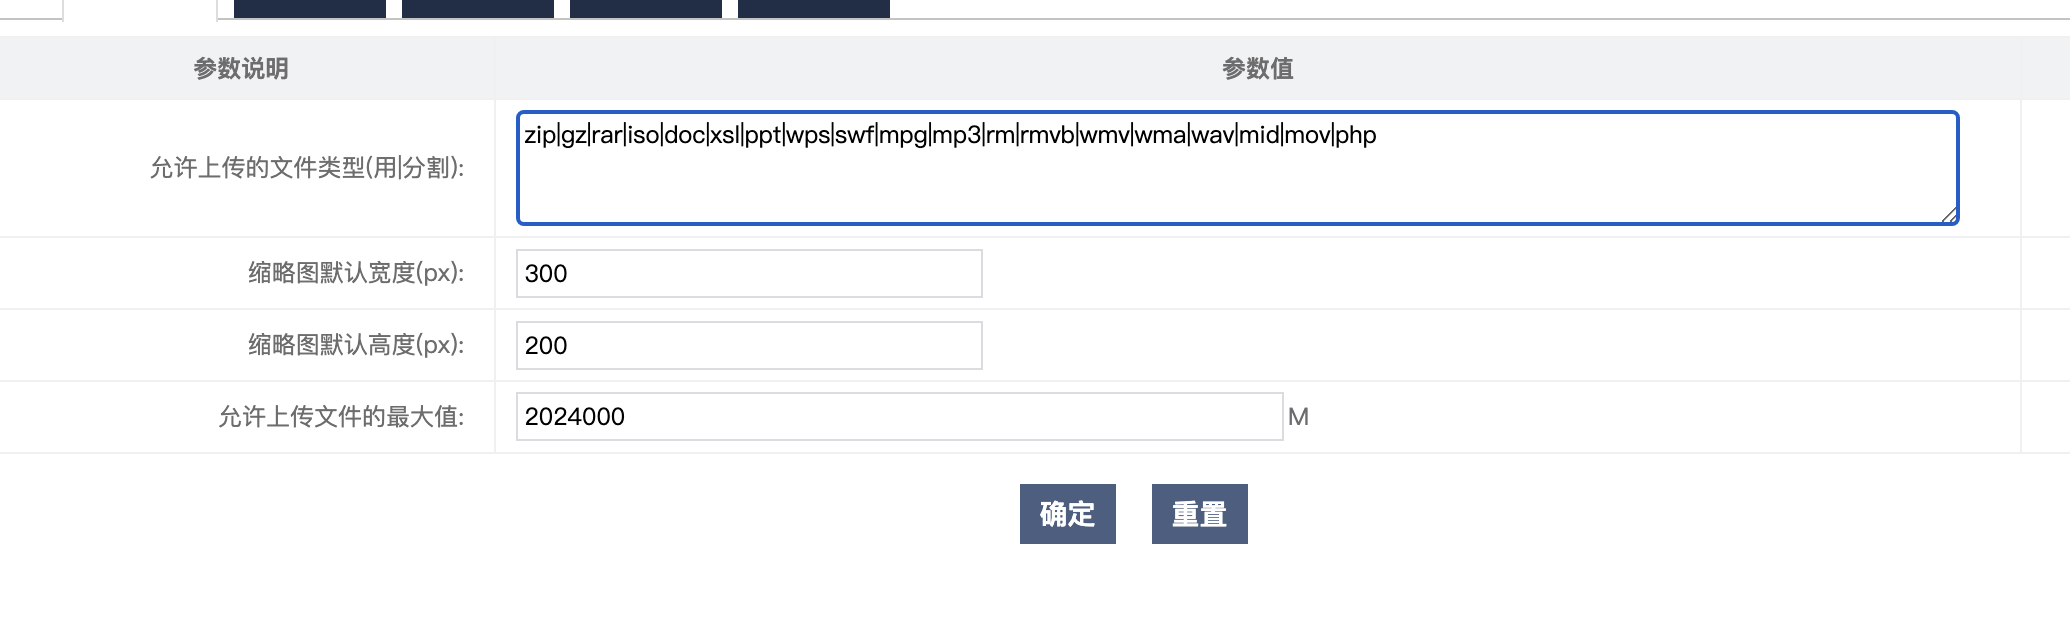 参数说明
参数值
允许上传的文件类型(用|分割):
zip|gz|rar|iso|doc|xsl|ppt|wps|swf|mpg|mp3|rm|rmvb|wmv|wma|wav|mid|mov|php
缩略图默认宽度(px):
300
缩略图默认高度(px):
200
允许上传文件的最大值:
2024000 M
确定
重置